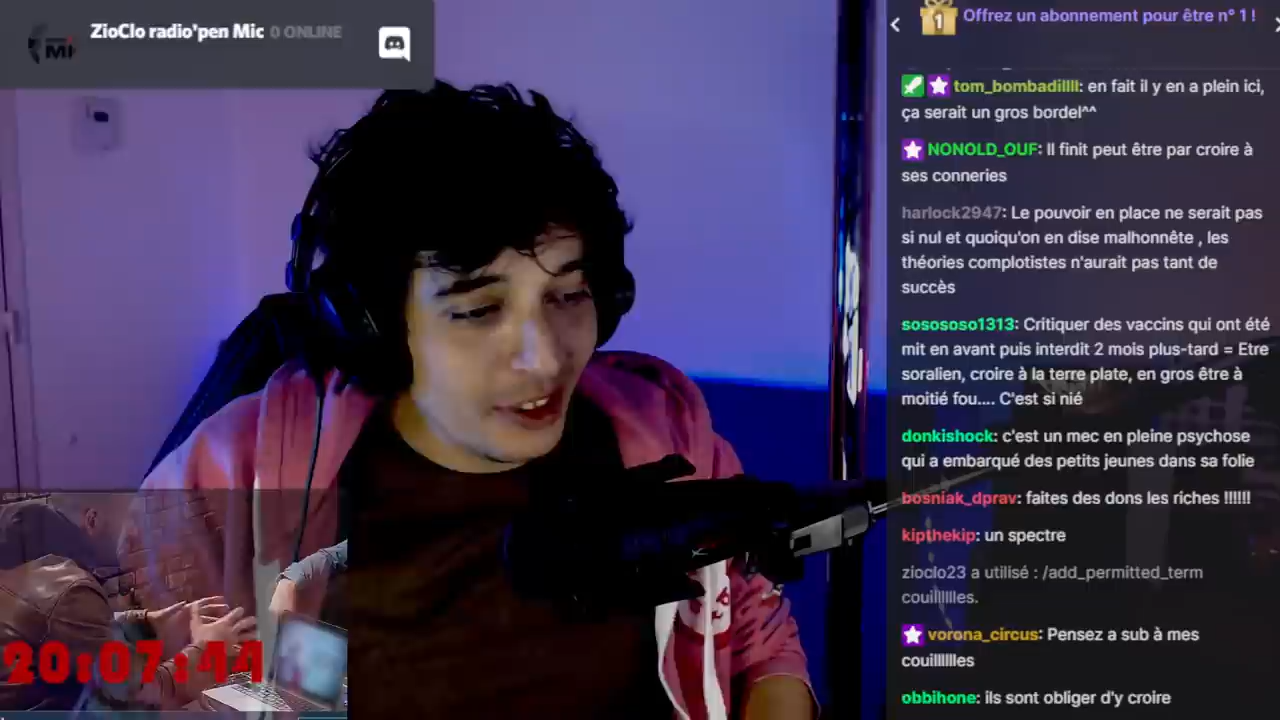 ZioClo radio'pen Mic 0 ONLINE
MI
20:07:44
1 Offrez un abonnement pour être n° 1 !
tom_bombadilllll: en fait il y en a plein ici,
ça serait un gros bordel^^
NONOLD_OUF: Il finit peut être par croire à
ses conneries
harlock2947: Le pouvoir en place ne serait pas
si nul et quoiqu'on en dise malhonnête , les
théories complotistes n'aurait pas tant de
succès
sosososo1313: Critiquer des vaccins qui ont été
mit en avant puis interdit 2 mois plus-tard = Etre
soralien, croire à la terre plate, en gros être à
moitié fou.... C'est si nié
donkishock: c'est un mec en pleine psychose
qui a embarqué des petits jeunes dans sa folie
bosniak_dprav: faites des dons les riches !!!!!!
kipthekip: un spectre
zioclo23 a utilisé : /add_permitted_term
couillllllles.
vorona_circus: Pensez a sub à mes
couillllllles
obbihone: ils sont obliger d'y croire